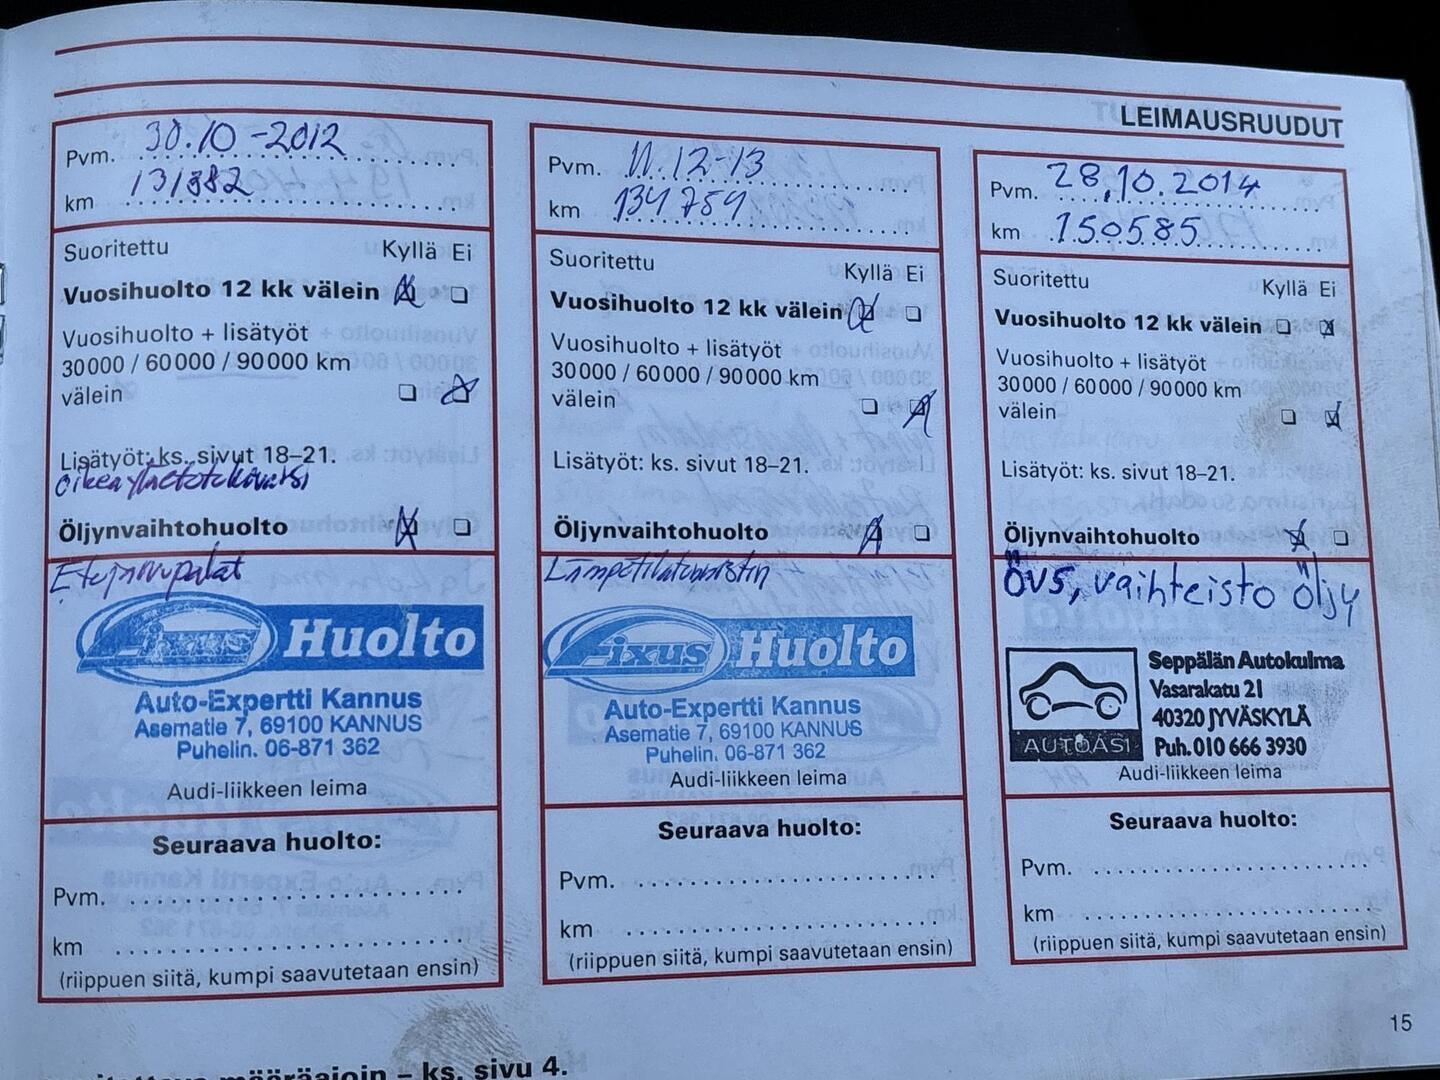 LEIMAUSRUUDUT
Pvm. 30.10-2012
km 131382
Suoritettu Kyllä Ei
Vuosihuolto 12 kk välein
Vuosihuolto + lisätyöt
30000 / 60000 / 90000 km
välein
Lisätyöt: ks. sivut 18–21.
Öljynvaihtohuolto
Etujarrupalat
Fixus Huolto
Auto-Expertti Kannus
Asematie 7, 69100 KANNUS
Puhelin. 06-871 362
Audi-liikkeen leima
Seuraava huolto:
Pvm.
km
(riippuen siitä, kumpi saavutetaan ensin)
Pvm. 11.12-13
km 134754
Suoritettu Kyllä Ei
Vuosihuolto 12 kk välein
Vuosihuolto + lisätyöt
30000 / 60000 / 90000 km
välein
Lisätyöt: ks. sivut 18–21.
Öljynvaihtohuolto
Fixus Huolto
Auto-Expertti Kannus
Asematie 7, 69100 KANNUS
Puhelin. 06-871 362
Audi-liikkeen leima
Seuraava huolto:
Pvm.
km
(riippuen siitä, kumpi saavutetaan ensin)
Pvm. 28.10.2014
km 150585
Suoritettu Kyllä Ei
Vuosihuolto 12 kk välein
Vuosihuolto + lisätyöt
30000 / 60000 / 90000 km
välein
Lisätyöt: ks. sivut 18–21.
Öljynvaihtohuolto
ÖVS, vaihteisto öljy
Seppälän Autokulma
Vasarakatu 21
40320 JYVÄSKYLÄ
AUTOASI Puh. 010 666 3930
Audi-liikkeen leima
Seuraava huolto:
Pvm.
km
(riippuen siitä, kumpi saavutetaan ensin)
15
määräajoin – ks. sivu 4.